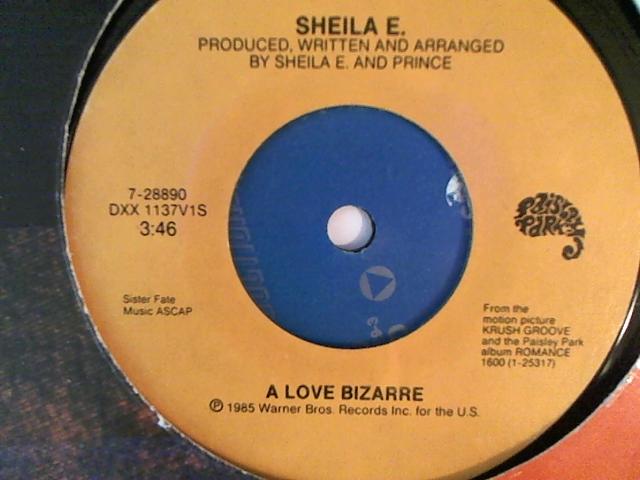 SHEILA E.
PRODUCED, WRITTEN AND ARRANGED
BY SHEILA E. AND PRINCE
7-28890
DXX 1137V1S
3:46
Paisley
Park
Sister Fate
Music ASCAP
From the
motion picture
KRUSH GROOVE
and the Paisley Park
album ROMANCE
1600 (1-25317)
A LOVE BIZARRE
℗ 1985 Warner Bros. Records Inc. for the U.S.